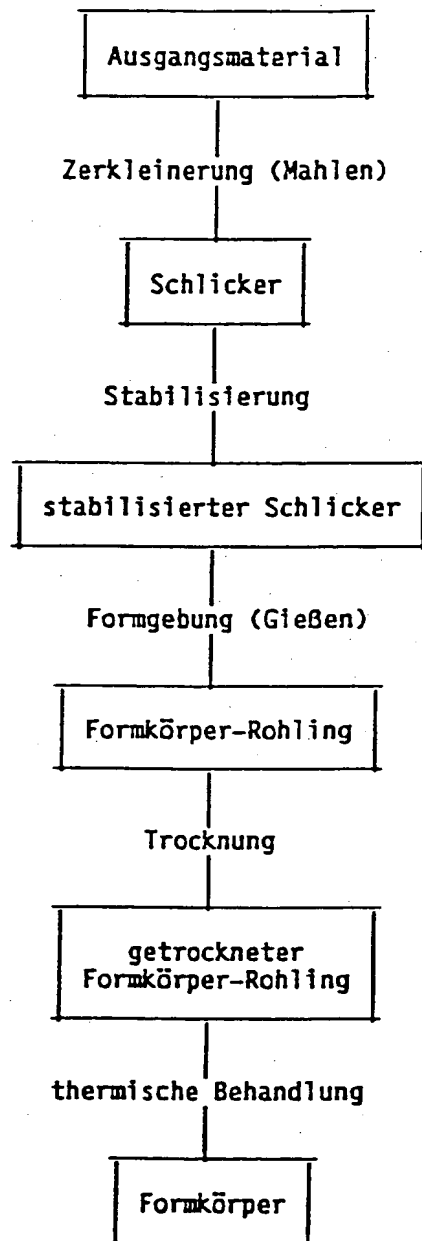 Ausgangsmaterial
Zerkleinerung (Mahlen)
Schlicker
Stabilisierung
stabilisierter Schlicker
Formgebung (Gießen)
Formkörper-Rohling
Trocknung
getrockneter
Formkörper-Rohling
thermische Behandlung
Formkörper